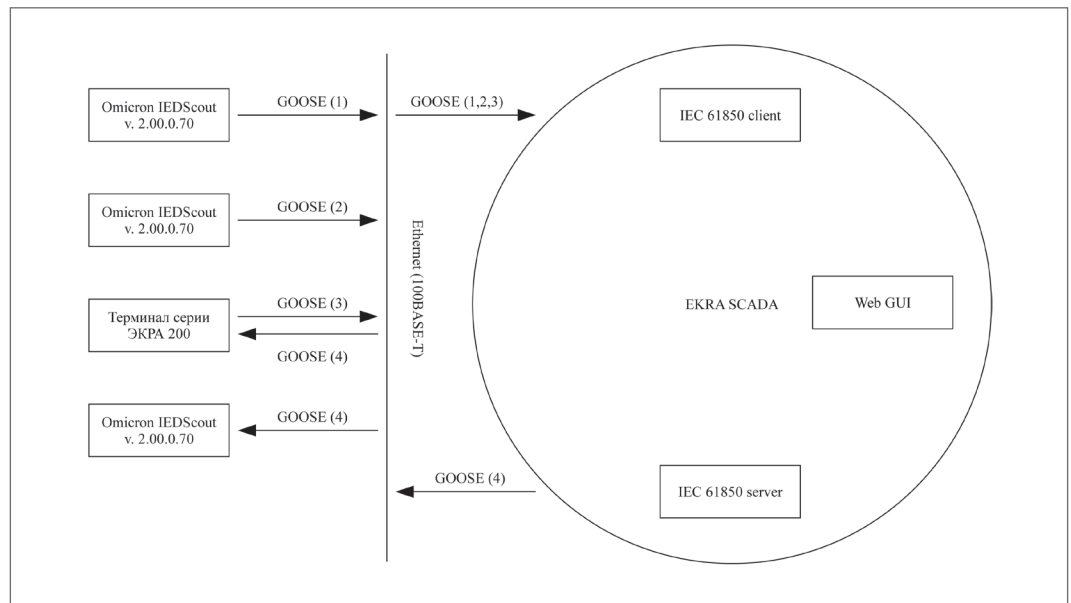 Omicron IEDScout
v. 2.00.0.70
GOOSE (1)
GOOSE (1,2,3)
IEC 61850 client
Omicron IEDScout
v. 2.00.0.70
GOOSE (2)
Ethernet (100BASE-T)
Терминал серии
ЭКРА 200
GOOSE (3)
GOOSE (4)
EKRA SCADA
Web GUI
Omicron IEDScout
v. 2.00.0.70
GOOSE (4)
GOOSE (4)
IEC 61850 server